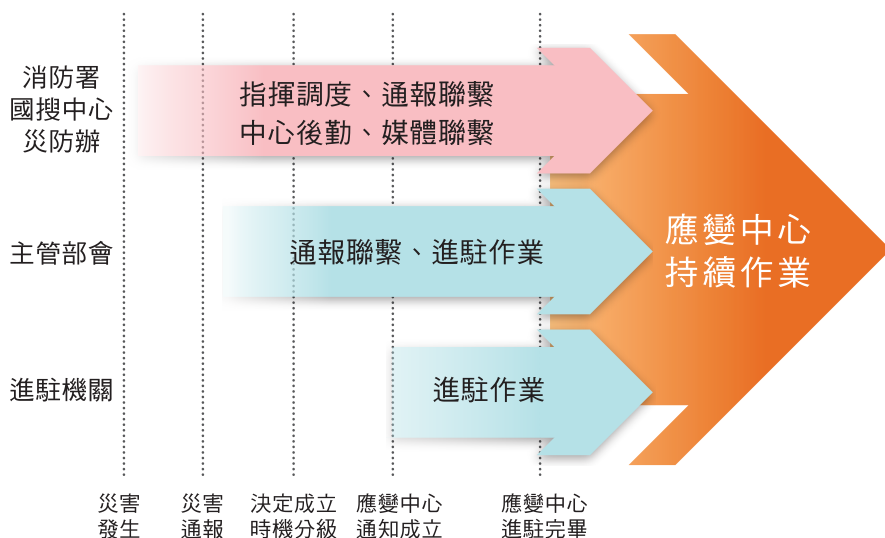 消防署
國搜中心
災防辦
指揮調度、通報聯繫
中心後勤、媒體聯繫
主管部會
通報聯繫、進駐作業
應變中心
持續作業
進駐機關
進駐作業
災害
發生
災害
通報
決定成立
時機分級
應變中心
通知成立
應變中心
進駐完畢